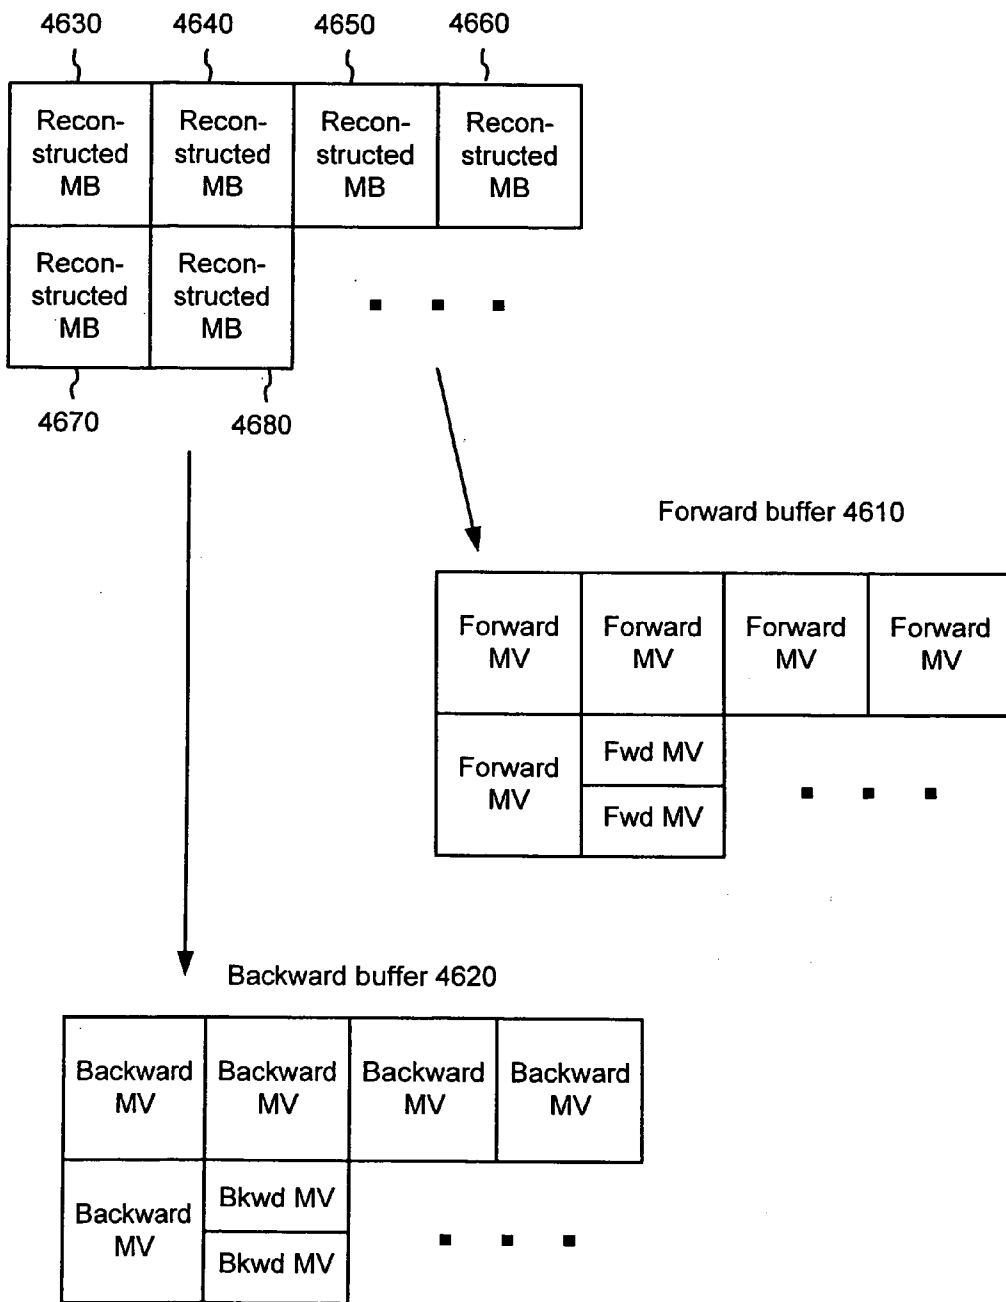 4630 4640 4650 4660
Recon- Recon- Recon- Recon-
structed structed structed structed
MB MB MB MB
Recon- Recon-
structed structed
MB MB
4670 4680
Forward buffer 4610
Forward Forward Forward Forward
MV MV MV MV
Forward
MV
Fwd MV
Fwd MV
Backward buffer 4620
Backward Backward Backward Backward
MV MV MV MV
Backward
MV
Bkwd MV
Bkwd MV